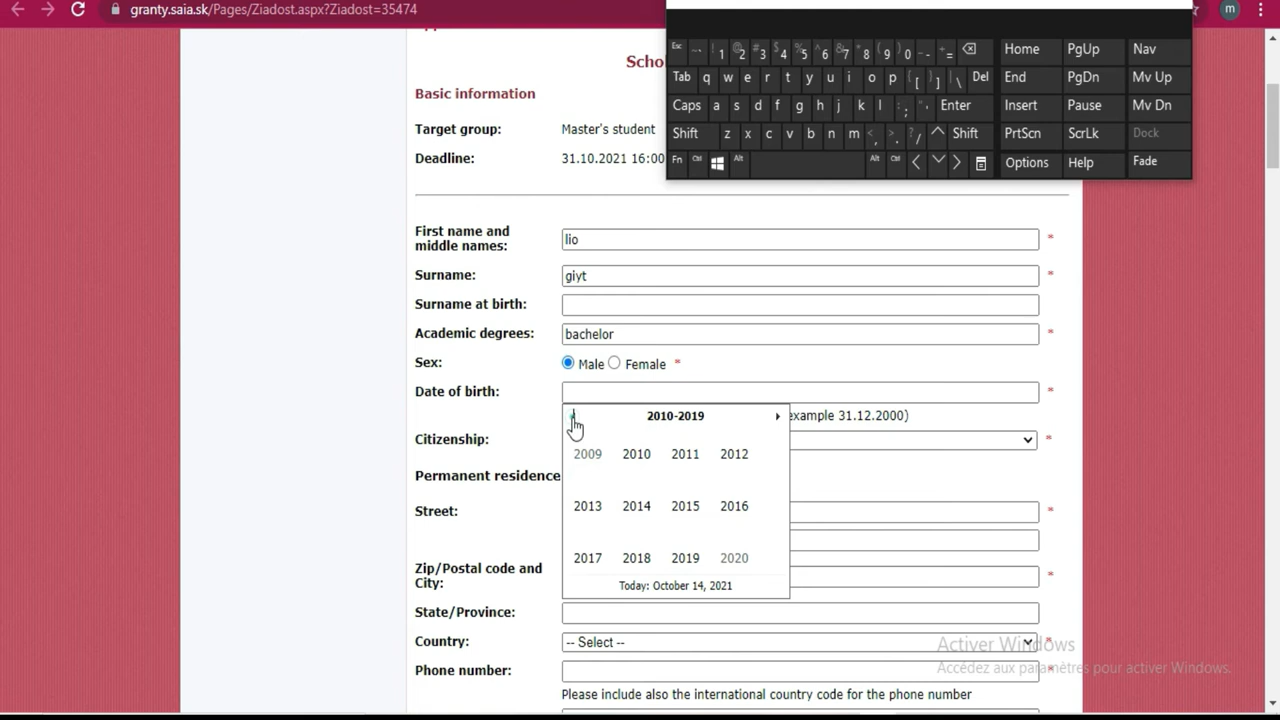 granty.saia.sk/Pages/Ziadost.aspx?Ziadost=35474
m
Schol
Basic information
Target group: Master's student
Deadline: 31.10.2021 16:00
First name and middle names: lio *
Surname: giyt *
Surname at birth:
Academic degrees: bachelor *
Sex: Male Female *
Date of birth: *
example 31.12.2000)
2010-2019
2009 2010 2011 2012
2013 2014 2015 2016
2017 2018 2019 2020
Today: October 14, 2021
Citizenship: *
Permanent residence
Street: *
Zip/Postal code and City: *
State/Province:
Country: -- Select -- *
Phone number: *
Please include also the international country code for the phone number
Esc ~` ! 1 @ 2 # 3 $ 4 % 5 ^ 6 & 7 * 8 ( 9 ) 0 _ - + = Home PgUp Nav
Tab q w e r t y u i o p { [ } ] | \ Del End PgDn Mv Up
Caps a s d f g h j k l : ; " ' Enter Insert Pause Mv Dn
Shift z x c v b n m < , > . ? / Shift PrtScn ScrLk Dock
Fn Ctrl Alt Alt Ctrl Options Help Fade
Activer Windows
Accédez aux paramètres pour activer Windows.